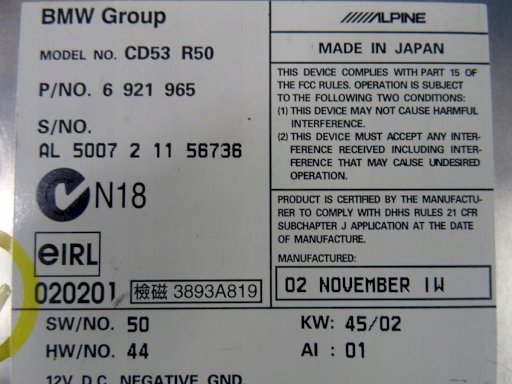 BMW Group
MODEL NO. CD53 R50
P/NO. 6 921 965
S/NO.
AL 5007 2 11 56736
N18
eIRL
020201 檢磁 3893A819
SW/NO. 50
HW/NO. 44
12V D.C. NEGATIVE GND.
ALPINE
MADE IN JAPAN
THIS DEVICE COMPLIES WITH PART 15 OF
THE FCC RULES. OPERATION IS SUBJECT
TO THE FOLLOWING TWO CONDITIONS:
(1) THIS DEVICE MAY NOT CAUSE HARMFUL
INTERFERENCE.
(2) THIS DEVICE MUST ACCEPT ANY INTER-
FERENCE RECEIVED INCLUDING INTER-
FERENCE THAT MAY CAUSE UNDESIRED
OPERATION.
PRODUCT IS CERTIFIED BY THE MANUFACTU-
RER TO COMPLY WITH DHHS RULES 21 CFR
SUBCHAPTER J APPLICATION AT THE DATE
OF MANUFACTURE.
MANUFACTURED:
02 NOVEMBER IW
KW: 45/02
AI : 01